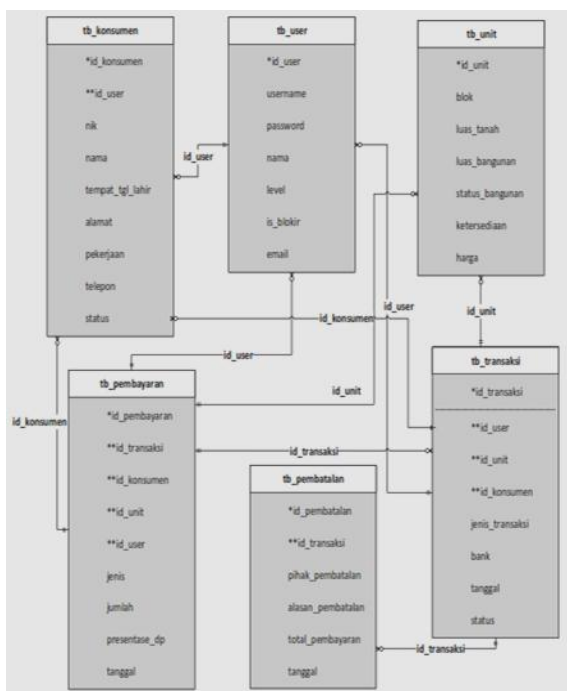 tb_konsumen
*id_konsumen
**id_user
nik
nama
tempat_tgl_lahir
alamat
pekerjaan
telepon
status
tb_user
*id_user
username
password
nama
level
is_blokir
email
tb_unit
*id_unit
blok
luas_tanah
luas_bangunan
status_bangunan
ketersediaan
harga
id_user
id_user
id_unit
id_konsumen
id_user
id_unit
id_konsumen
id_transaksi
tb_pembayaran
*id_pembayaran
**id_transaksi
**id_konsumen
**id_unit
**id_user
jenis
jumlah
presentase_dp
tanggal
tb_pembatalan
*id_pembatalan
**id_transaksi
pihak_pembatalan
alasan_pembatalan
total_pembayaran
tanggal
tb_transaksi
*id_transaksi
**id_user
**id_unit
**id_konsumen
jenis_transaksi
bank
tanggal
status
id_transaksi